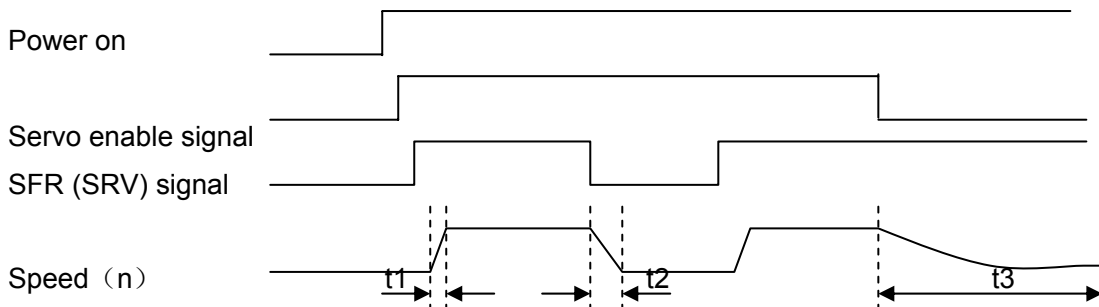 Power on
Servo enable signal
SFR (SRV) signal
Speed（n）
t1
t2
t3